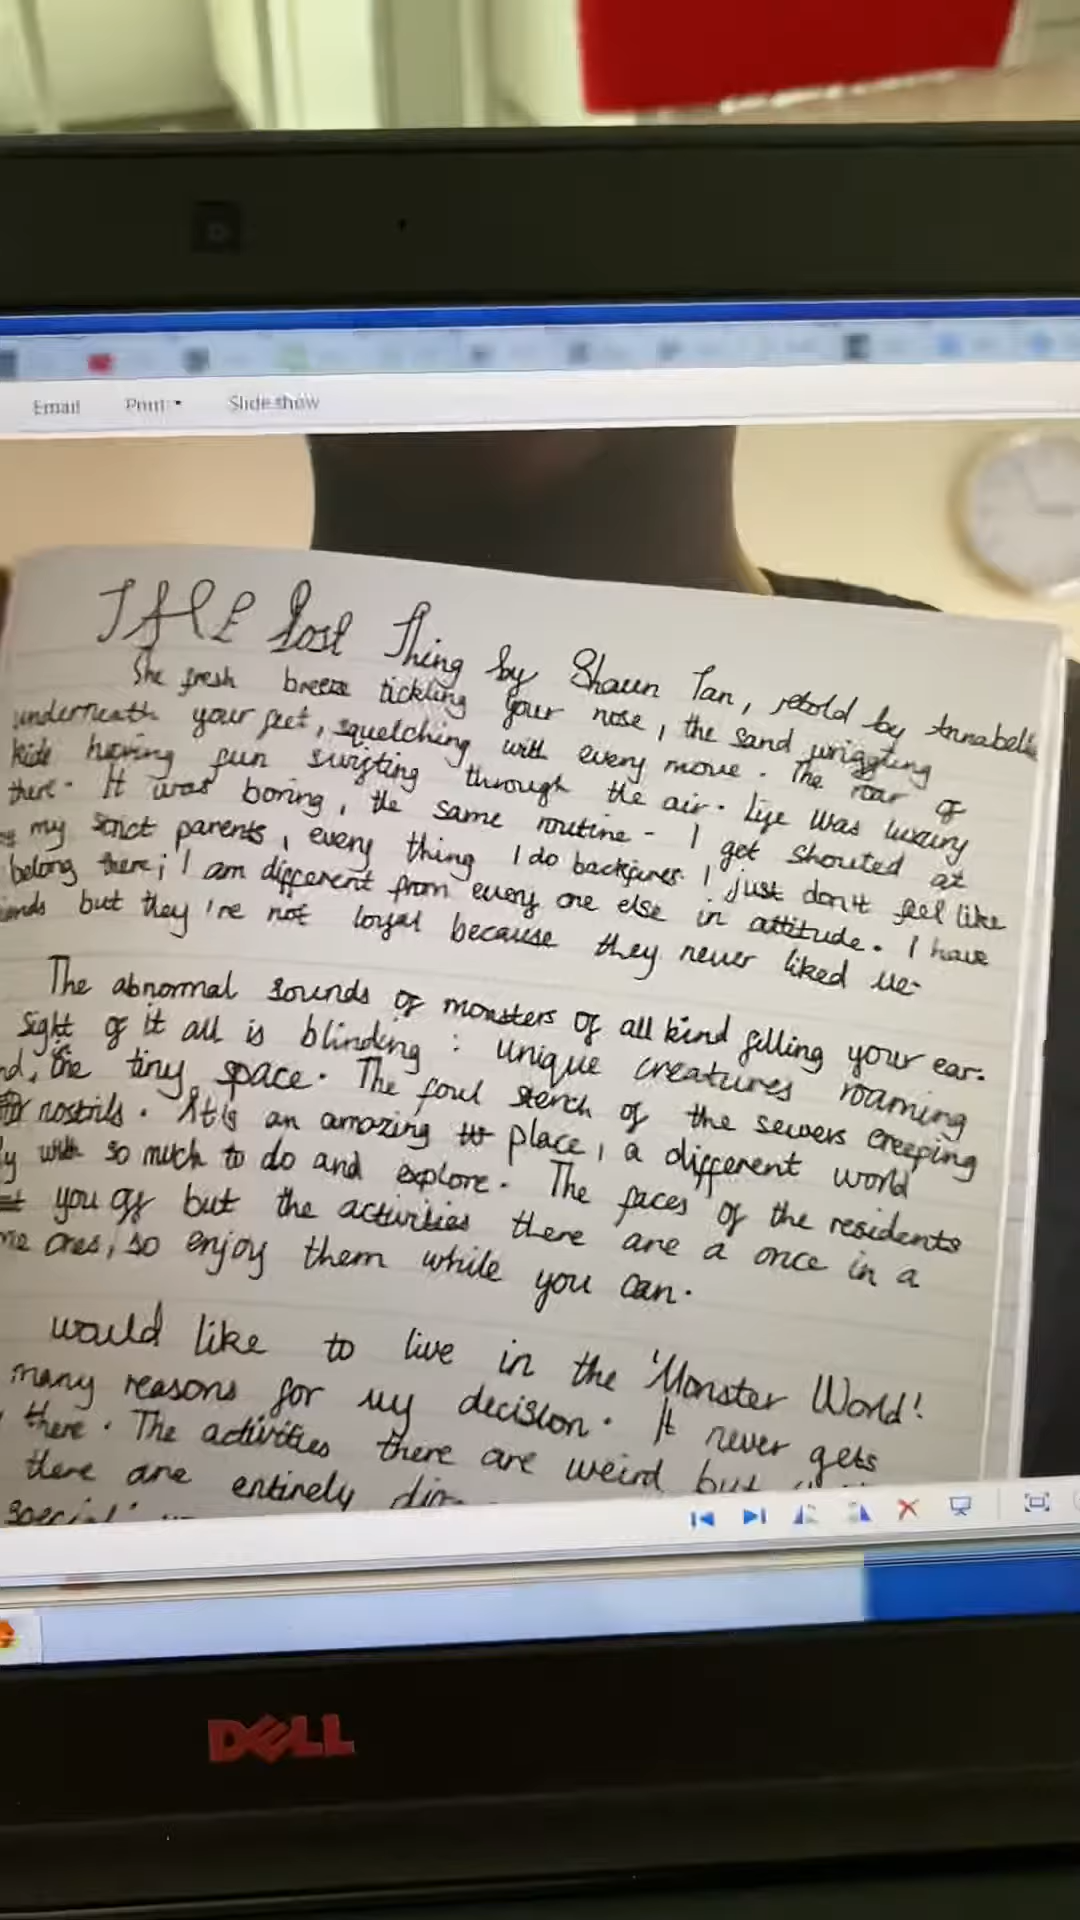 Email Print Slide show
THE Lost Thing by Shaun Tan, retold by Annabelle
The fresh breeze tickling your nose, the sand wriggling
underneath your feet, squelching with every move. The roar of
kids having fun swifting through the air. Life was luxury
there. It was boring, the same routine - I get shouted at
my strict parents, every thing I do backfires. I just don't feel like
belong there; I am different from every one else in attitude. I have
but they're not loyal because they never liked me.
The abnormal sounds of monsters of all kind filling your ear.
sight of it all is blinding: unique creatures roaming
the tiny space. The foul stench of the sewers creeping
nostrils. It is an amazing place, a different world
with so much to do and explore. The faces of the residents
you off but the activities there are a once in a
ones, so enjoy them while you can.
would like to live in the 'Monster World!
many reasons for my decision. It never gets
there. The activities there are weird but
there are entirely
special
DELL